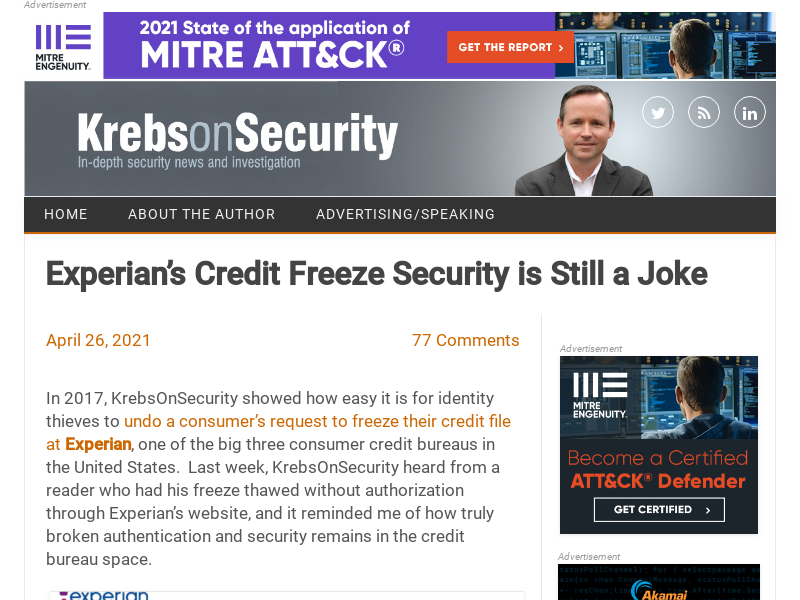 Advertisement
MITRE
ENGENUITY.
2021 State of the application of
MITRE ATT&CK®
GET THE REPORT ›
KrebsonSecurity
In-depth security news and investigation
HOME ABOUT THE AUTHOR ADVERTISING/SPEAKING
Experian’s Credit Freeze Security is Still a Joke
April 26, 2021 77 Comments
In 2017, KrebsOnSecurity showed how easy it is for identity
thieves to undo a consumer’s request to freeze their credit file
at Experian, one of the big three consumer credit bureaus in
the United States.  Last week, KrebsOnSecurity heard from a
reader who had his freeze thawed without authorization
through Experian’s website, and it reminded me of how truly
broken authentication and security remains in the credit
bureau space.
experian
Advertisement
MITRE
ENGENUITY.
Become a Certified
ATT&CK® Defender
GET CERTIFIED ›
Advertisement
Akamai